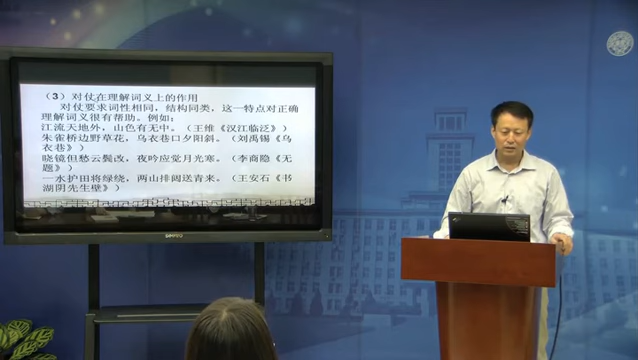 （3）对仗在理解词义上的作用
对仗要求词性相同，结构同类，这一特点对正确
理解词义很有帮助。例如：
江流天地外，山色有无中。（王维《汉江临泛》）
朱雀桥边野草花，乌衣巷口夕阳斜。（刘禹锡《乌
衣巷》）
晓镜但愁云鬓改，夜吟应觉月光寒。（李商隐《无
题》）
一水护田将绿绕，两山排闼送青来。（王安石《书
湖阴先生壁》）